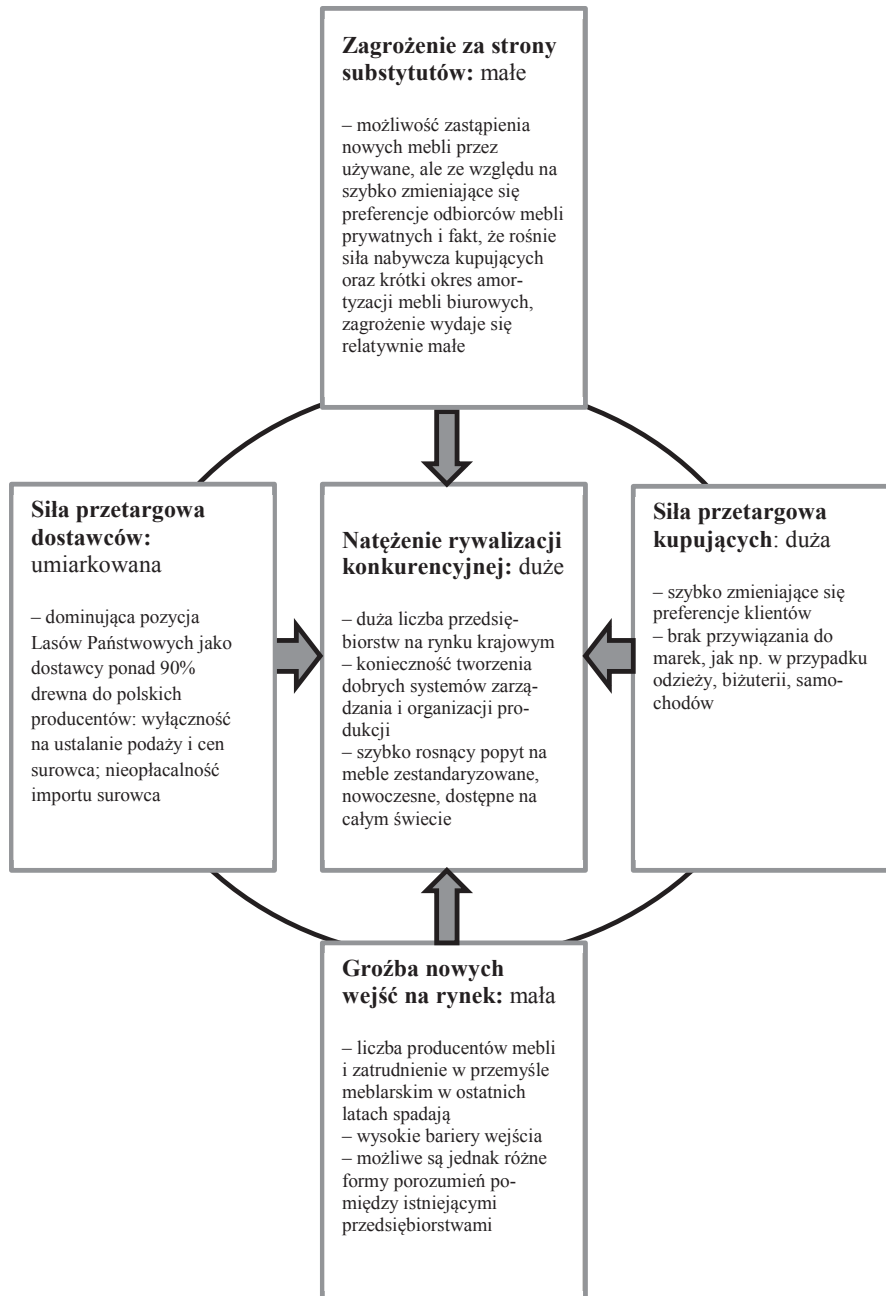 Zagrożenie za strony
substytutów: małe
– możliwość zastąpienia
nowych mebli przez
używane, ale ze względu na
szybko zmieniające się
preferencje odbiorców mebli
prywatnych i fakt, że rośnie
siła nabywcza kupujących
oraz krótki okres amor-
tyzacji mebli biurowych,
zagrożenie wydaje się
relatywnie małe
Siła przetargowa
dostawców:
umiarkowana
– dominująca pozycja
Lasów Państwowych jako
dostawcy ponad 90%
drewna do polskich
producentów: wyłączność
na ustalanie podaży i cen
surowca; nieopłacalność
importu surowca
Natężenie rywalizacji
konkurencyjnej: duże
– duża liczba przedsię-
biorstw na rynku krajowym
– konieczność tworzenia
dobrych systemów zarzą-
dzania i organizacji pro-
dukcji
– szybko rosnący popyt na
meble zestandaryzowane,
nowoczesne, dostępne na
całym świecie
Siła przetargowa
kupujących: duża
– szybko zmieniające się
preferencje klientów
– brak przywiązania do
marek, jak np. w przypadku
odzieży, biżuterii, samo-
chodów
Groźba nowych
wejść na rynek: mała
– liczba producentów mebli
i zatrudnienie w przemyśle
meblarskim w ostatnich
latach spadają
– wysokie bariery wejścia
– możliwe są jednak różne
formy porozumień po-
między istniejącymi
przedsiębiorstwami